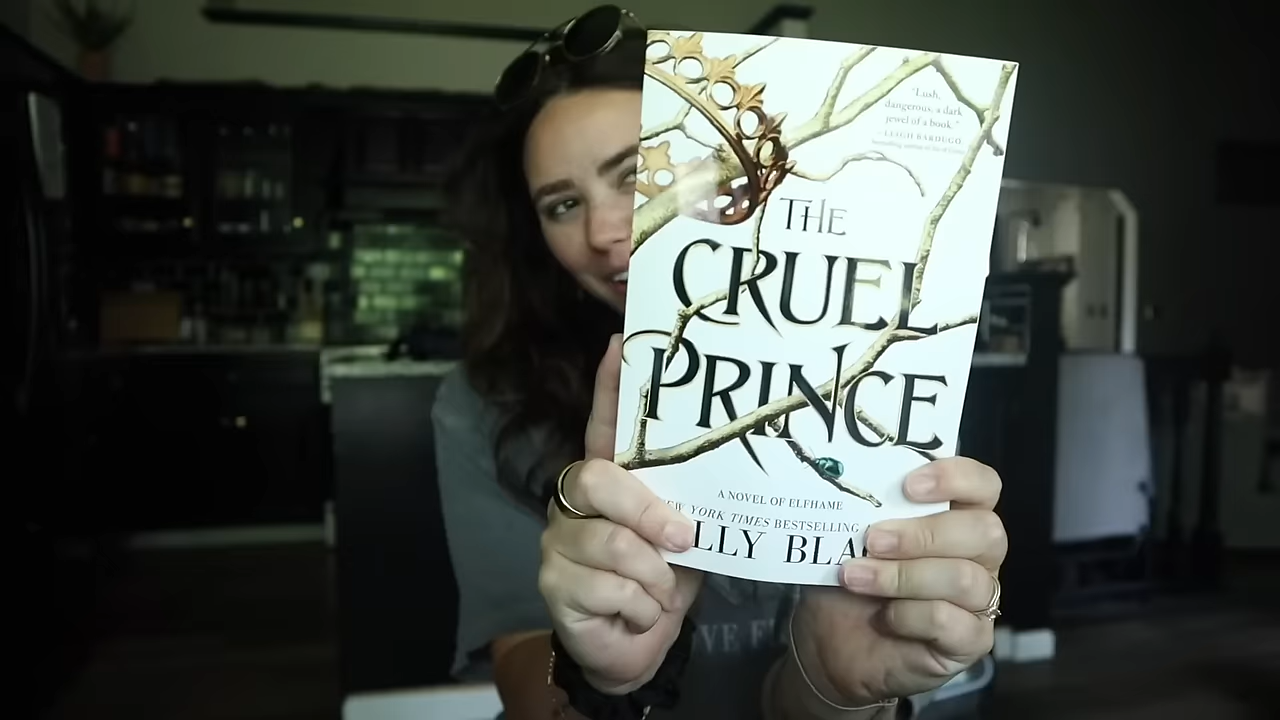 "Lush,
dangerous, a dark
jewel of a book."
—LEIGH BARDUGO,
THE
CRUEL
PRINCE
A NOVEL OF ELFHAME
YORK TIMES BESTSELLING
LLY BLA
VE